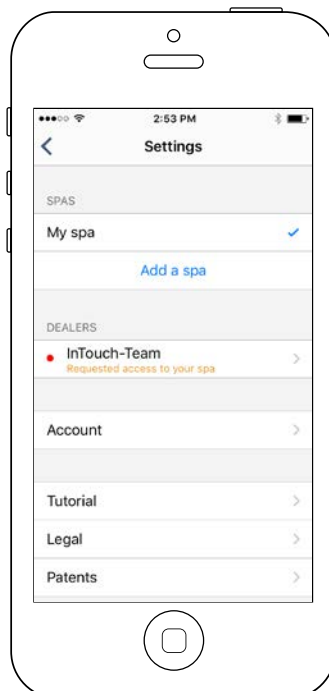 2:53 PM
Settings
SPAS
My spa
Add a spa
DEALERS
InTouch-Team
Requested access to your spa
Account
Tutorial
Legal
Patents